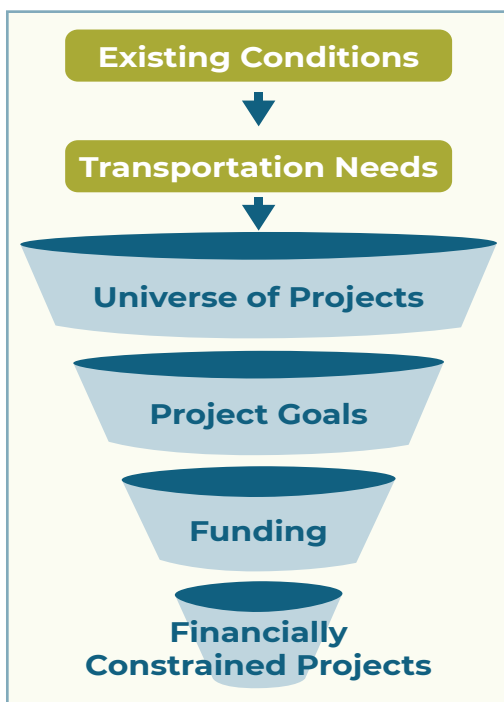 Existing Conditions
Transportation Needs
Universe of Projects
Project Goals
Funding
Financially
Constrained Projects